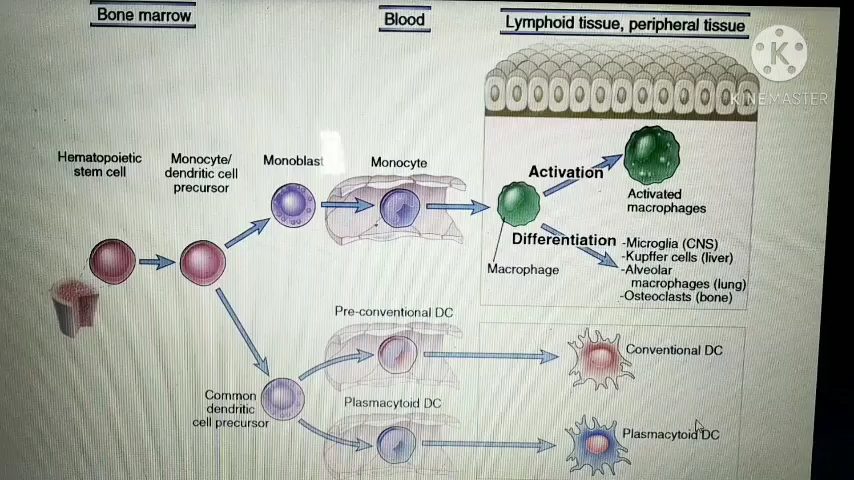 Bone marrow
Blood
Lymphoid tissue, peripheral tissue
K
KINEMASTER
Hematopoietic
stem cell
Monocyte/
dendritic cell
precursor
Monoblast
Monocyte
Activation
Activated
macrophages
Differentiation
Macrophage
-Microglia (CNS)
-Kupffer cells (liver)
-Alveolar
macrophages (lung)
-Osteoclasts (bone)
Pre-conventional DC
Conventional DC
Common
dendritic
cell precursor
Plasmacytoid DC
Plasmacytoid DC